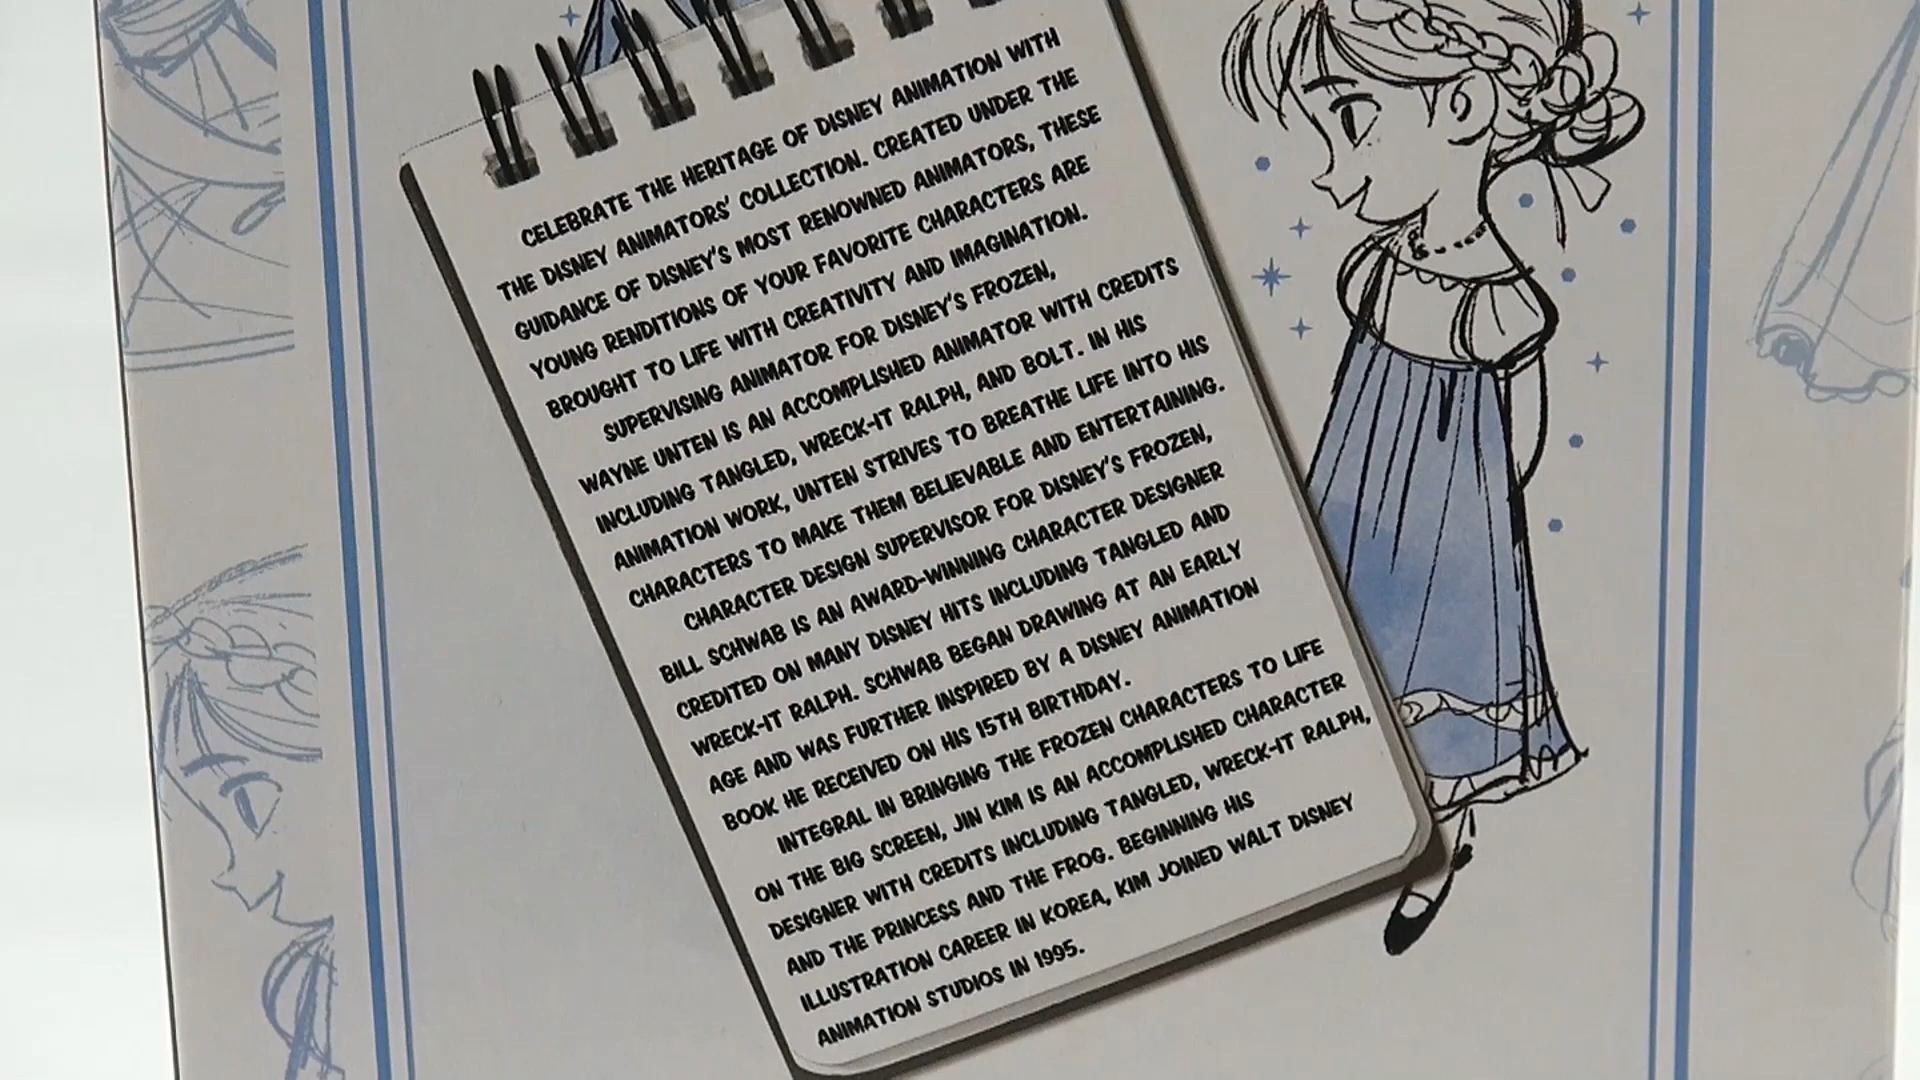 CELEBRATE THE HERITAGE OF DISNEY ANIMATION WITH
THE DISNEY ANIMATORS' COLLECTION. CREATED UNDER THE
GUIDANCE OF DISNEY'S MOST RENOWNED ANIMATORS, THESE
YOUNG RENDITIONS OF YOUR FAVORITE CHARACTERS ARE
BROUGHT TO LIFE WITH CREATIVITY AND IMAGINATION.
SUPERVISING ANIMATOR FOR DISNEY'S FROZEN,
WAYNE UNTEN IS AN ACCOMPLISHED ANIMATOR WITH CREDITS
INCLUDING TANGLED, WRECK-IT RALPH, AND BOLT. IN HIS
ANIMATION WORK, UNTEN STRIVES TO BREATHE LIFE INTO HIS
CHARACTERS TO MAKE THEM BELIEVABLE AND ENTERTAINING.
CHARACTER DESIGN SUPERVISOR FOR DISNEY'S FROZEN,
BILL SCHWAB IS AN AWARD-WINNING CHARACTER DESIGNER
CREDITED ON MANY DISNEY HITS INCLUDING TANGLED AND
WRECK-IT RALPH. SCHWAB BEGAN DRAWING AT AN EARLY
AGE AND WAS FURTHER INSPIRED BY A DISNEY ANIMATION
BOOK HE RECEIVED ON HIS 15TH BIRTHDAY.
INTEGRAL IN BRINGING THE FROZEN CHARACTERS TO LIFE
ON THE BIG SCREEN, JIN KIM IS AN ACCOMPLISHED CHARACTER
DESIGNER WITH CREDITS INCLUDING TANGLED, WRECK-IT RALPH,
AND THE PRINCESS AND THE FROG. BEGINNING HIS
ILLUSTRATION CAREER IN KOREA, KIM JOINED WALT DISNEY
ANIMATION STUDIOS IN 1995.